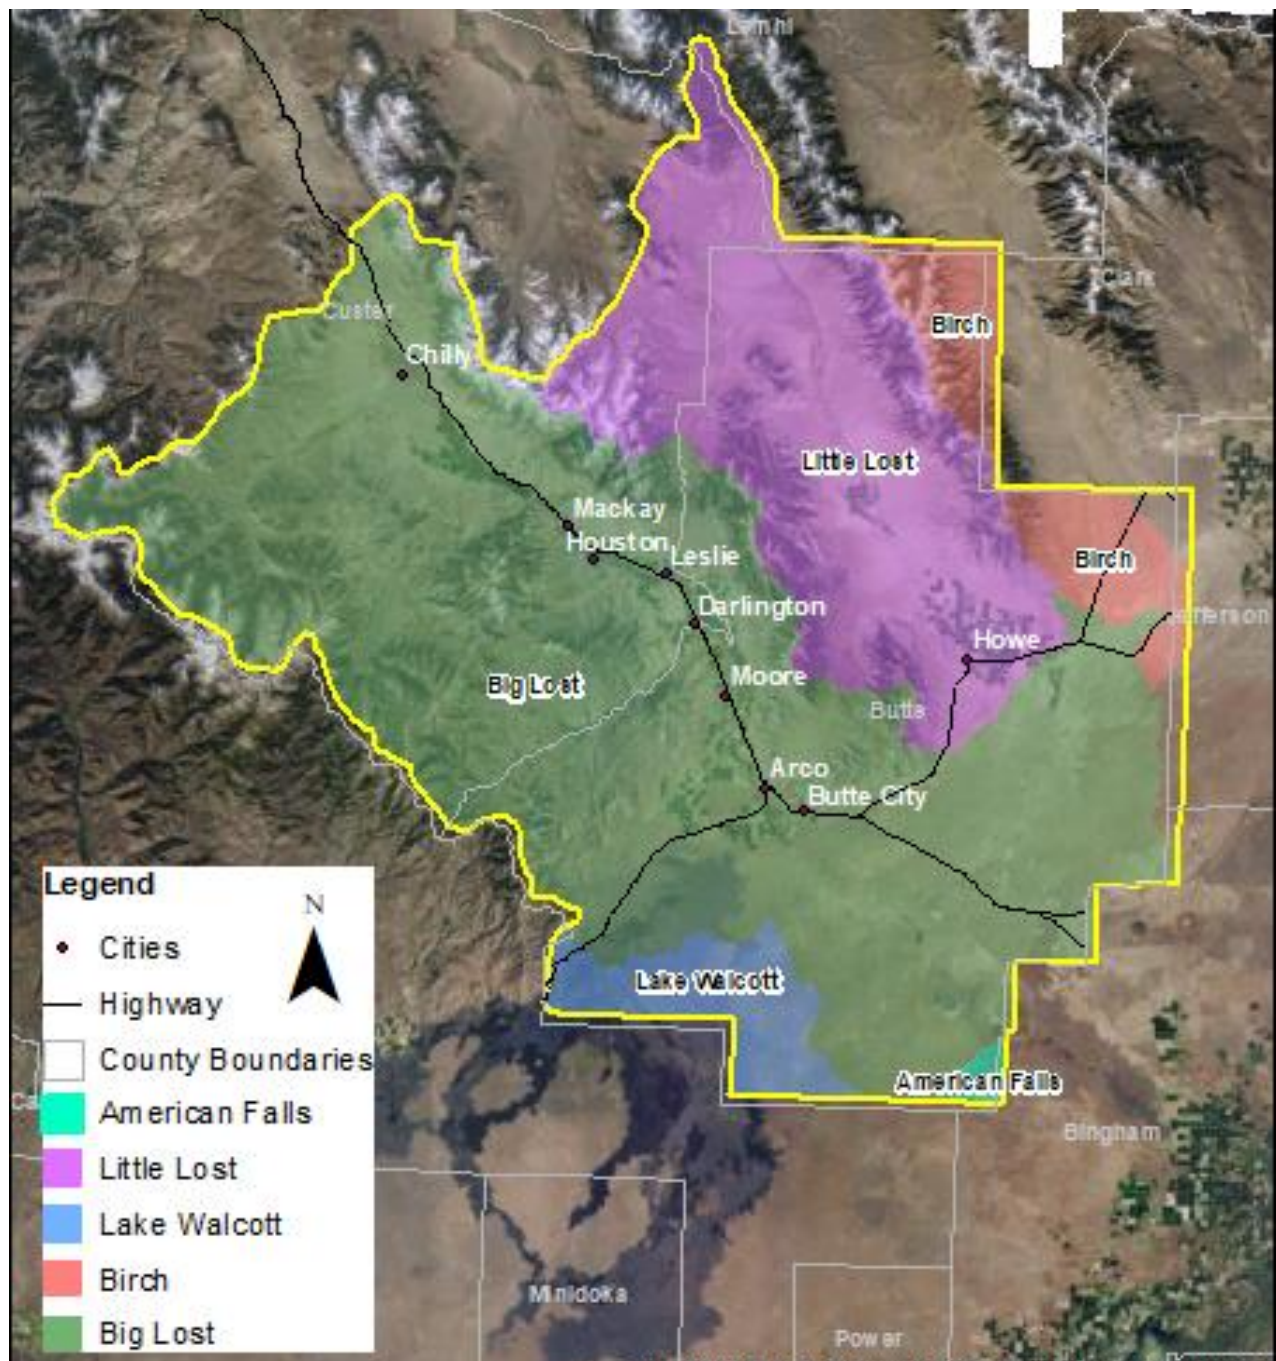 Lemhi
Clark
Custer
Birch
Chilly
Little Lost
Mackay
Houston
Leslie
Birch
Darlington
Jefferson
Howe
Moore
Big Lost
Butte
Arco
Butte City
Legend
N
Cities
Lake Walcott
Highway
County Boundaries
American Falls
American Falls
Bingham
Little Lost
Lake Walcott
Birch
Minidoka
Big Lost
Power